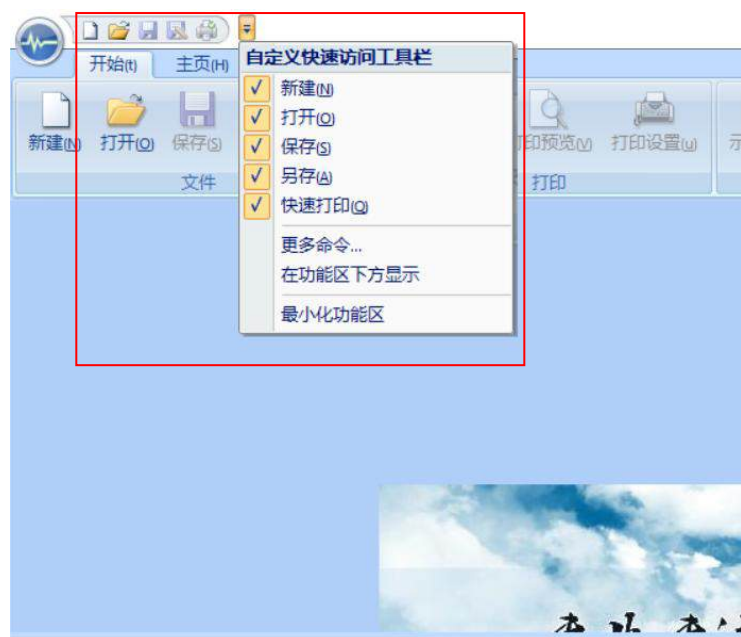 开始(t) 主页(H)
自定义快速访问工具栏
新建(N)
打开(O)
保存(S)
另存(A)
快速打印(Q)
更多命令...
在功能区下方显示
最小化功能区
新建(N) 打开(O) 保存(S)
文件
印预览(V) 打印设置(u)
打印